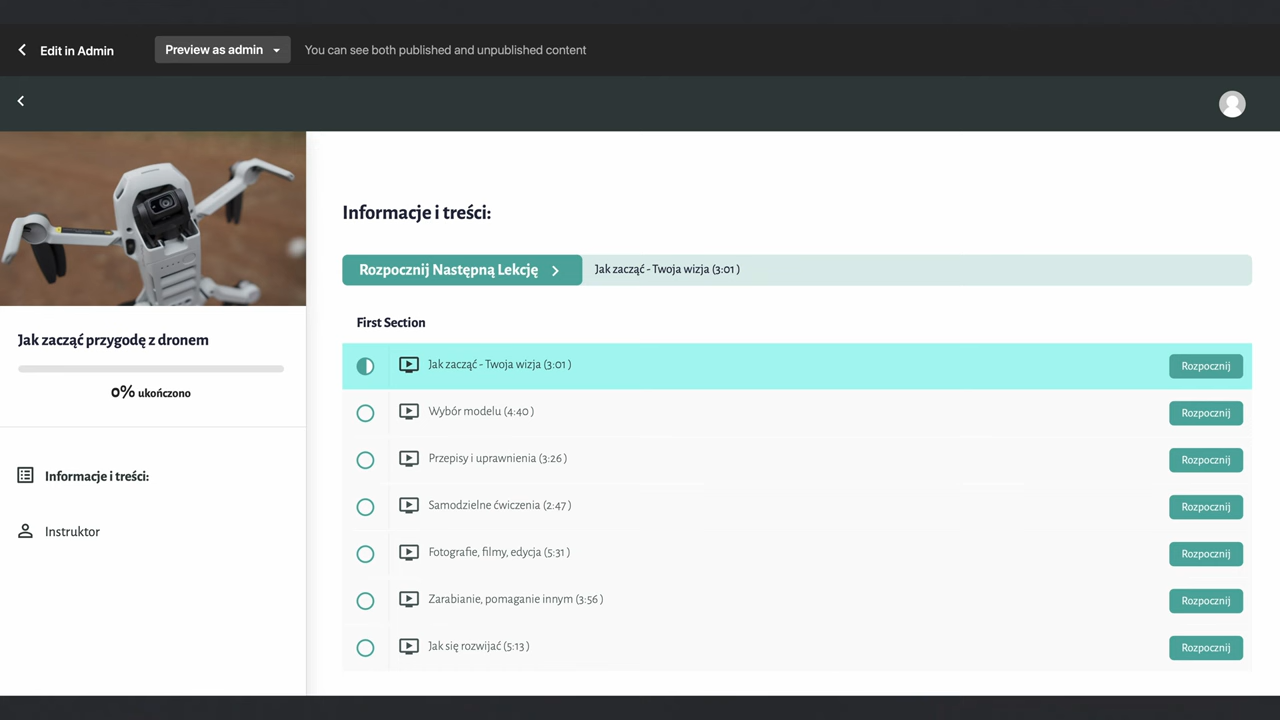 Edit in Admin
Preview as admin
You can see both published and unpublished content
Jak zacząć przygodę z dronem
0% ukończono
Informacje i treści:
Instruktor
Informacje i treści:
Rozpocznij Następną Lekcję
Jak zacząć - Twoja wizja (3:01)
First Section
Jak zacząć - Twoja wizja (3:01) Rozpocznij
Wybór modelu (4:40) Rozpocznij
Przepisy i uprawnienia (3:26) Rozpocznij
Samodzielne ćwiczenia (2:47) Rozpocznij
Fotografie, filmy, edycja (5:31) Rozpocznij
Zarabianie, pomaganie innym (3:56) Rozpocznij
Jak się rozwijać (5:13) Rozpocznij